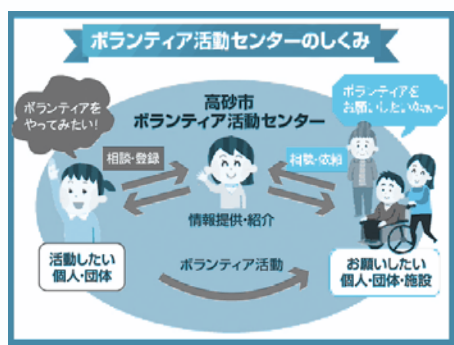 ボランティア活動センターのしくみ
ボランティアを
やってみたい!
高砂市
ボランティア活動センター
ボランティアを
お願いしたいなぁ〜
相談・登録
相談・依頼
情報提供・紹介
活動したい
個人・団体
ボランティア活動
お願いしたい
個人・団体・施設